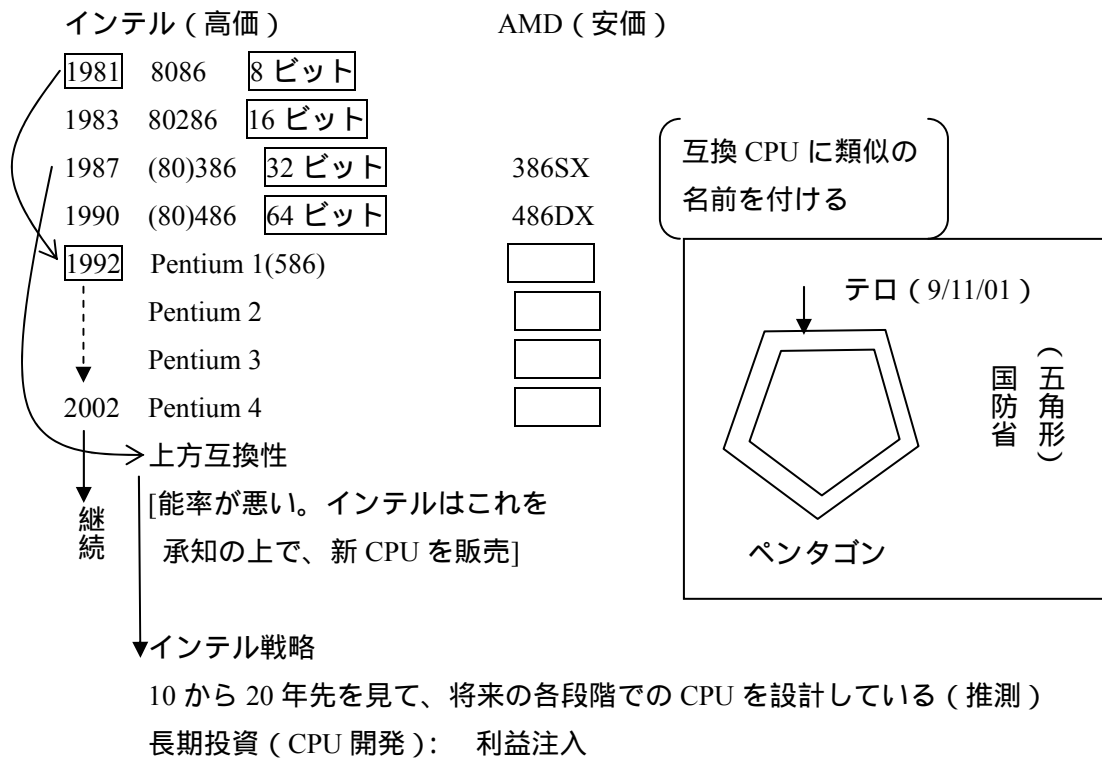 インテル（高価） AMD（安価）
1981 8086 8 ビット
1983 80286 16 ビット
1987 (80)386 32 ビット 386SX
1990 (80)486 64 ビット 486DX
互換 CPU に類似の
名前を付ける
1992 Pentium 1(586)
Pentium 2
Pentium 3
2002 Pentium 4
テロ（9/11/01）
（五角形）
国防省
ペンタゴン
上方互換性
[能率が悪い。インテルはこれを
承知の上で、新 CPU を販売]
継続
インテル戦略
10 から 20 年先を見て、将来の各段階での CPU を設計している（推測）
長期投資（CPU 開発）： 利益注入